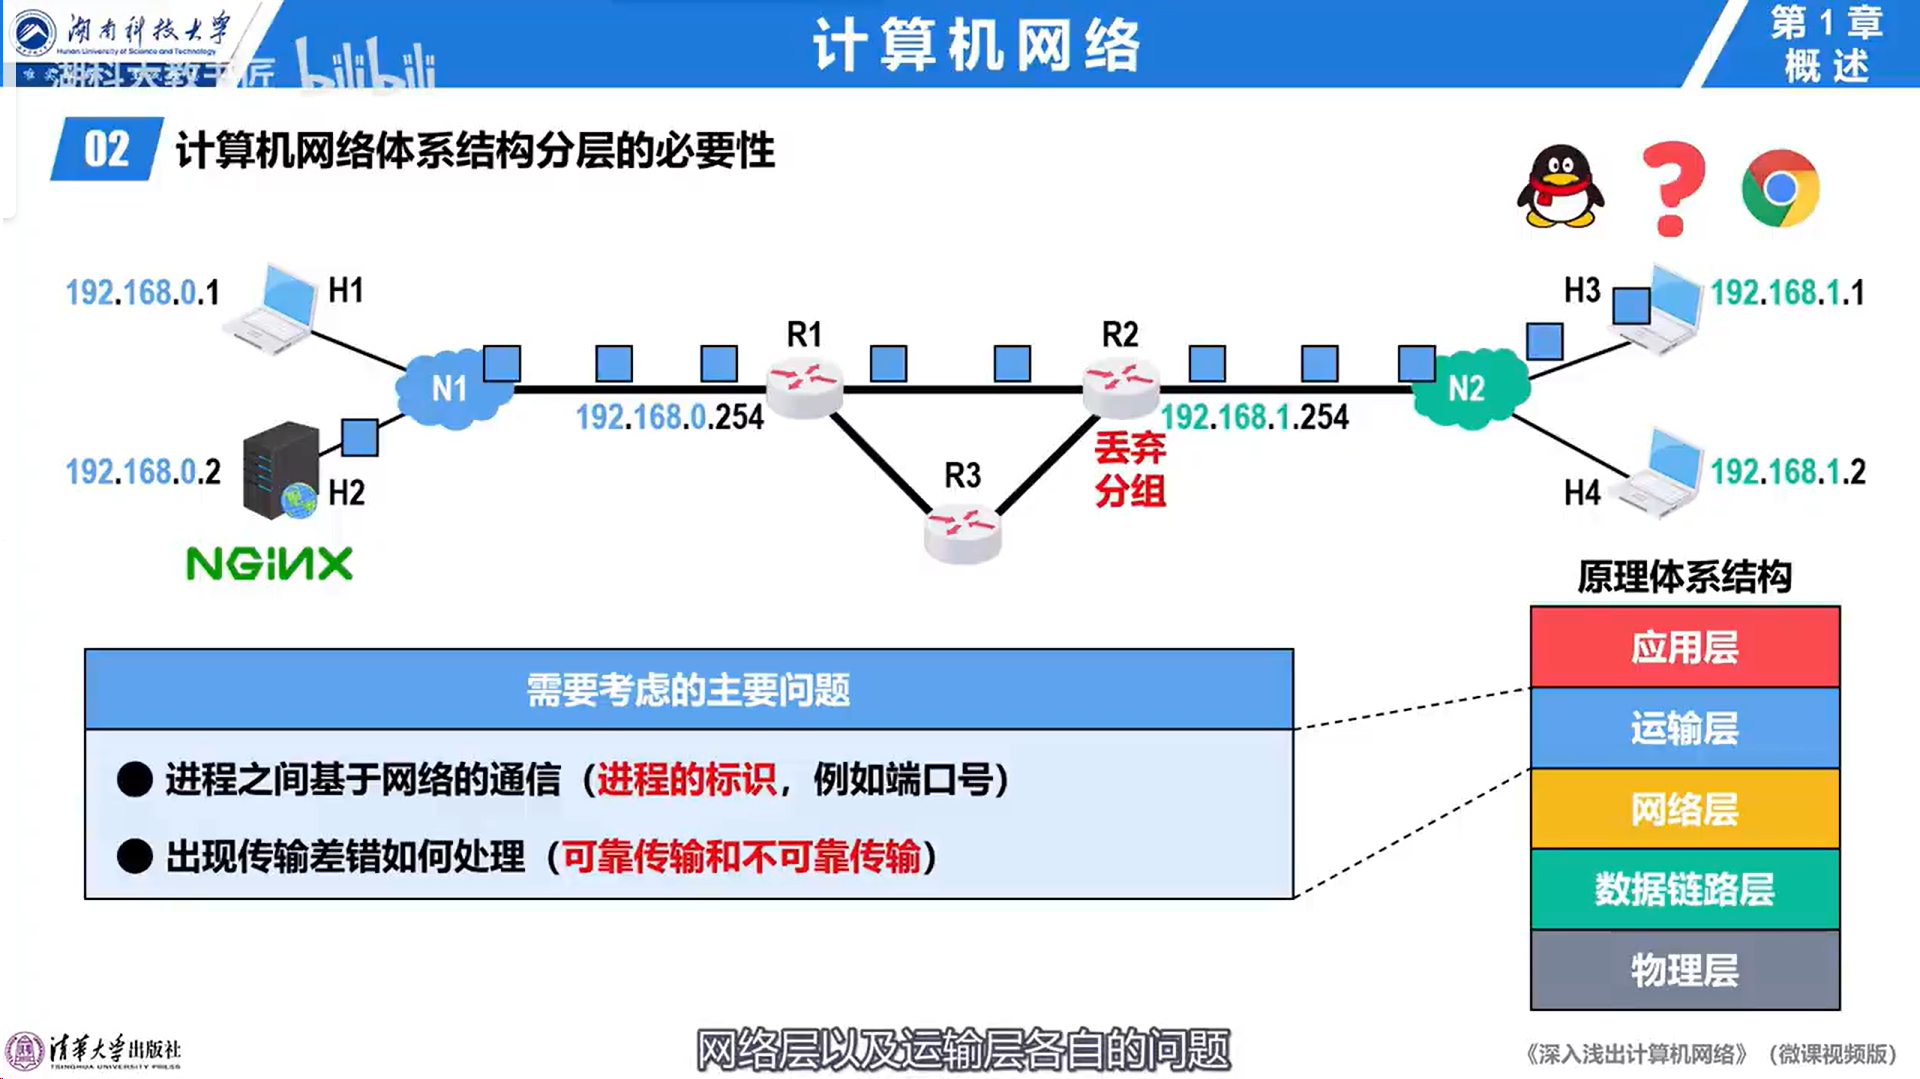 湖南科技大学
Hunan University of Science and Technology
bilibili
计算机网络
第1章
概述
02
计算机网络体系结构分层的必要性
?
192.168.0.1
H1
H3
192.168.1.1
R1
R2
N1
N2
192.168.0.254
192.168.1.254
丢弃
分组
192.168.0.2
H2
R3
H4
192.168.1.2
NGINX
原理体系结构
应用层
运输层
网络层
数据链路层
物理层
需要考虑的主要问题
● 进程之间基于网络的通信（进程的标识，例如端口号）
● 出现传输差错如何处理（可靠传输和不可靠传输）
网络层以及运输层各自的问题
清华大学出版社
TSINGHUA UNIVERSITY PRESS
《深入浅出计算机网络》（微课视频版）